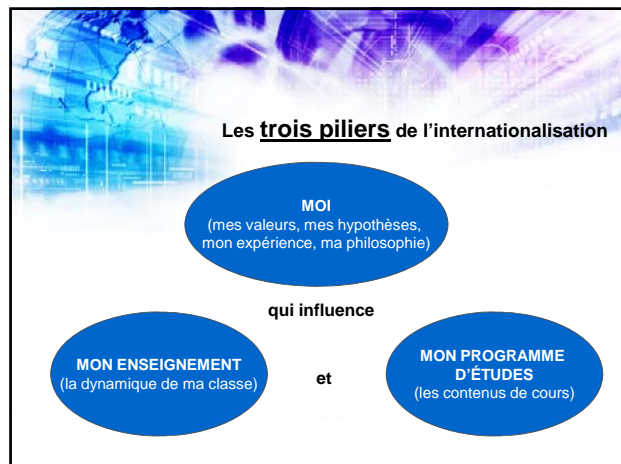 Les trois piliers de l’internationalisation
MOI
(mes valeurs, mes hypothèses,
mon expérience, ma philosophie)
qui influence
MON ENSEIGNEMENT
(la dynamique de ma classe)
et
MON PROGRAMME
D’ÉTUDES
(les contenus de cours)